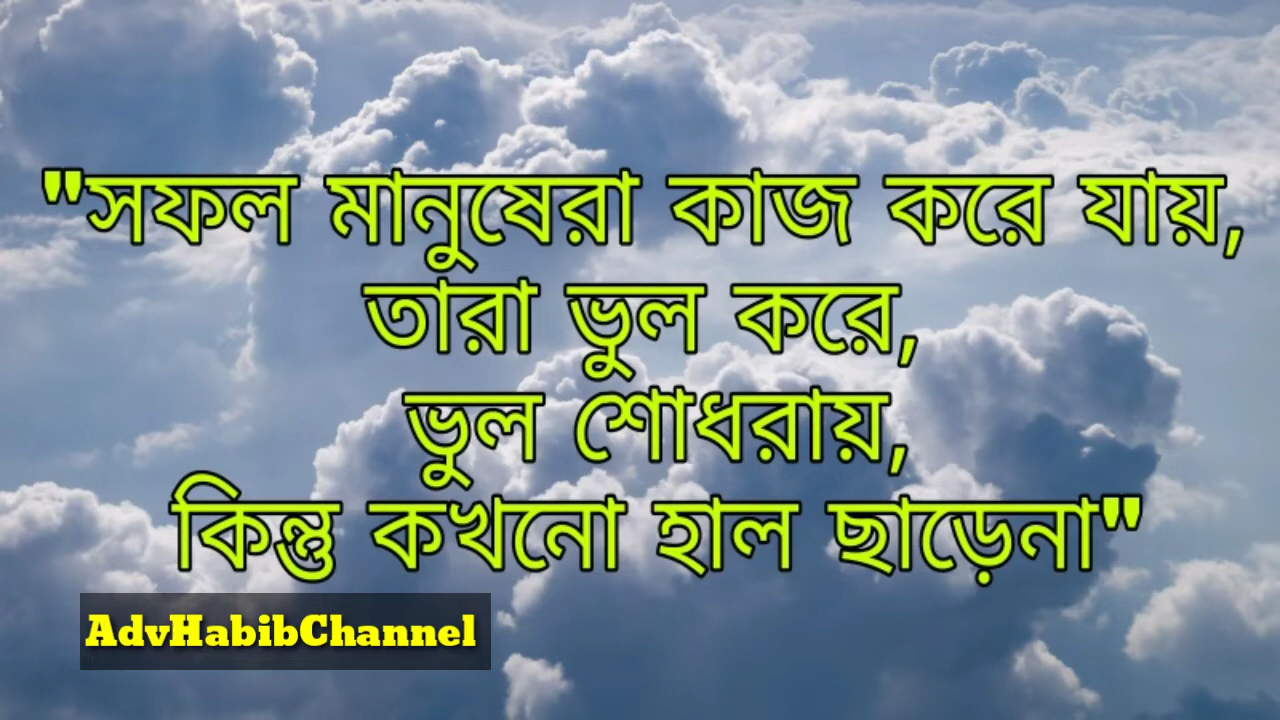 "সফল মানুষেরা কাজ করে যায়,
তারা ভুল করে,
ভুল শোধরায়,
কিন্তু কখনো হাল ছাড়েনা"
AdvHabibChannel